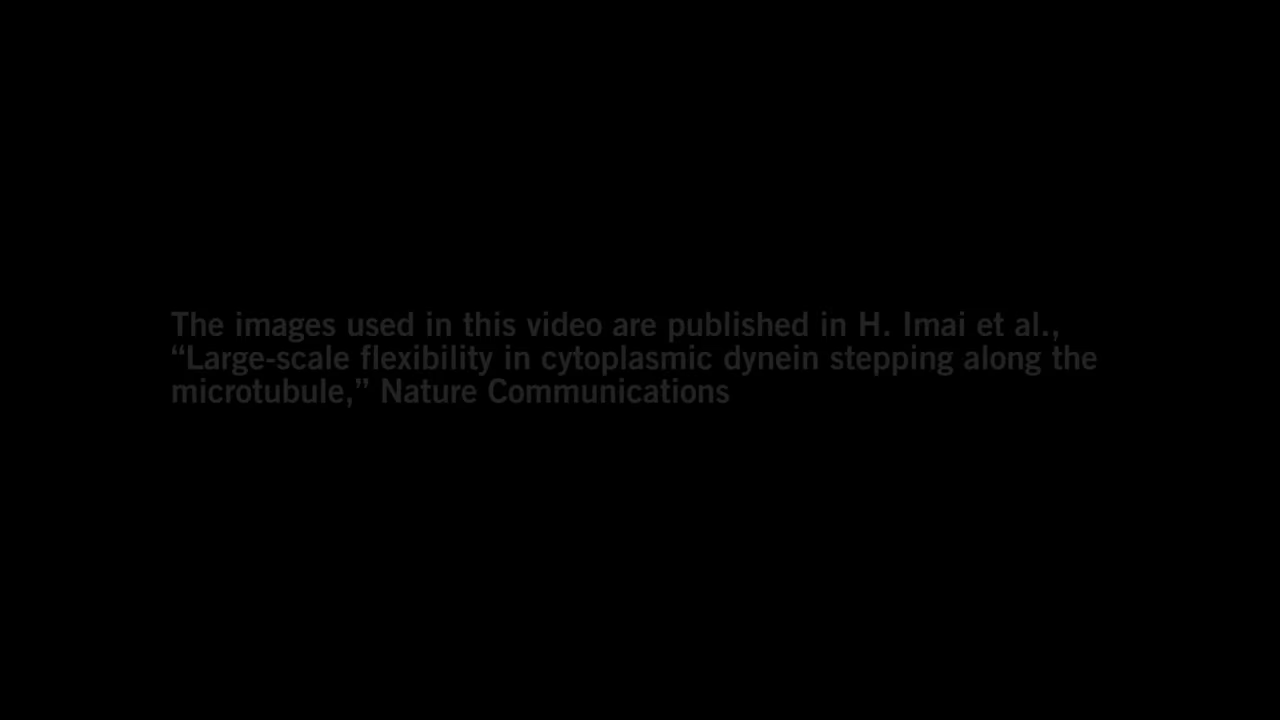 The images used in this video are published in H. Imai et al.,
“Large-scale flexibility in cytoplasmic dynein stepping along the
microtubule,” Nature Communications